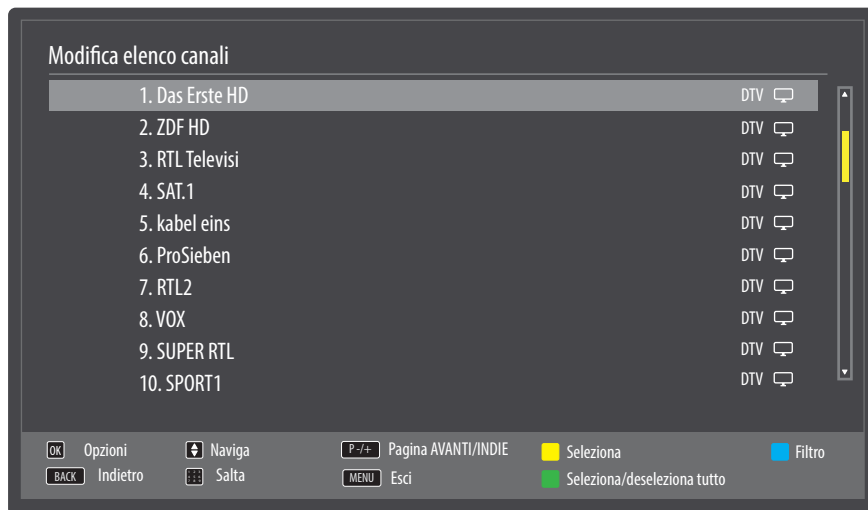 Modifica elenco canali
1. Das Erste HD DTV
2. ZDF HD DTV
3. RTL Televisi DTV
4. SAT.1 DTV
5. kabel eins DTV
6. ProSieben DTV
7. RTL2 DTV
8. VOX DTV
9. SUPER RTL DTV
10. SPORT1 DTV
OK Opzioni Naviga P -/+ Pagina AVANTI/INDIE Seleziona Filtro
BACK Indietro Salta MENU Esci Seleziona/deseleziona tutto